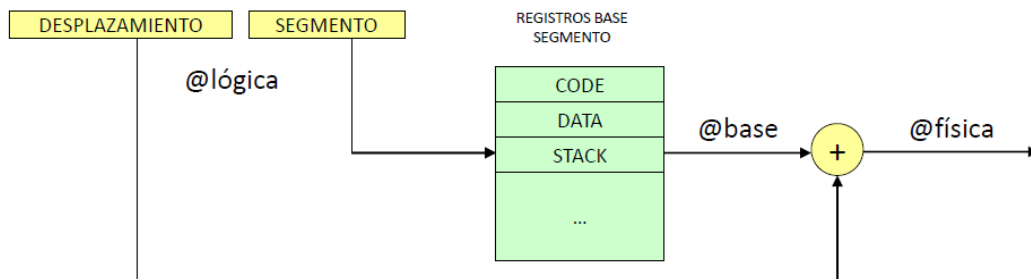 DESPLAZAMIENTO
SEGMENTO
REGISTROS BASE
SEGMENTO
@lógica
CODE
DATA
STACK
...
@base
+
@física